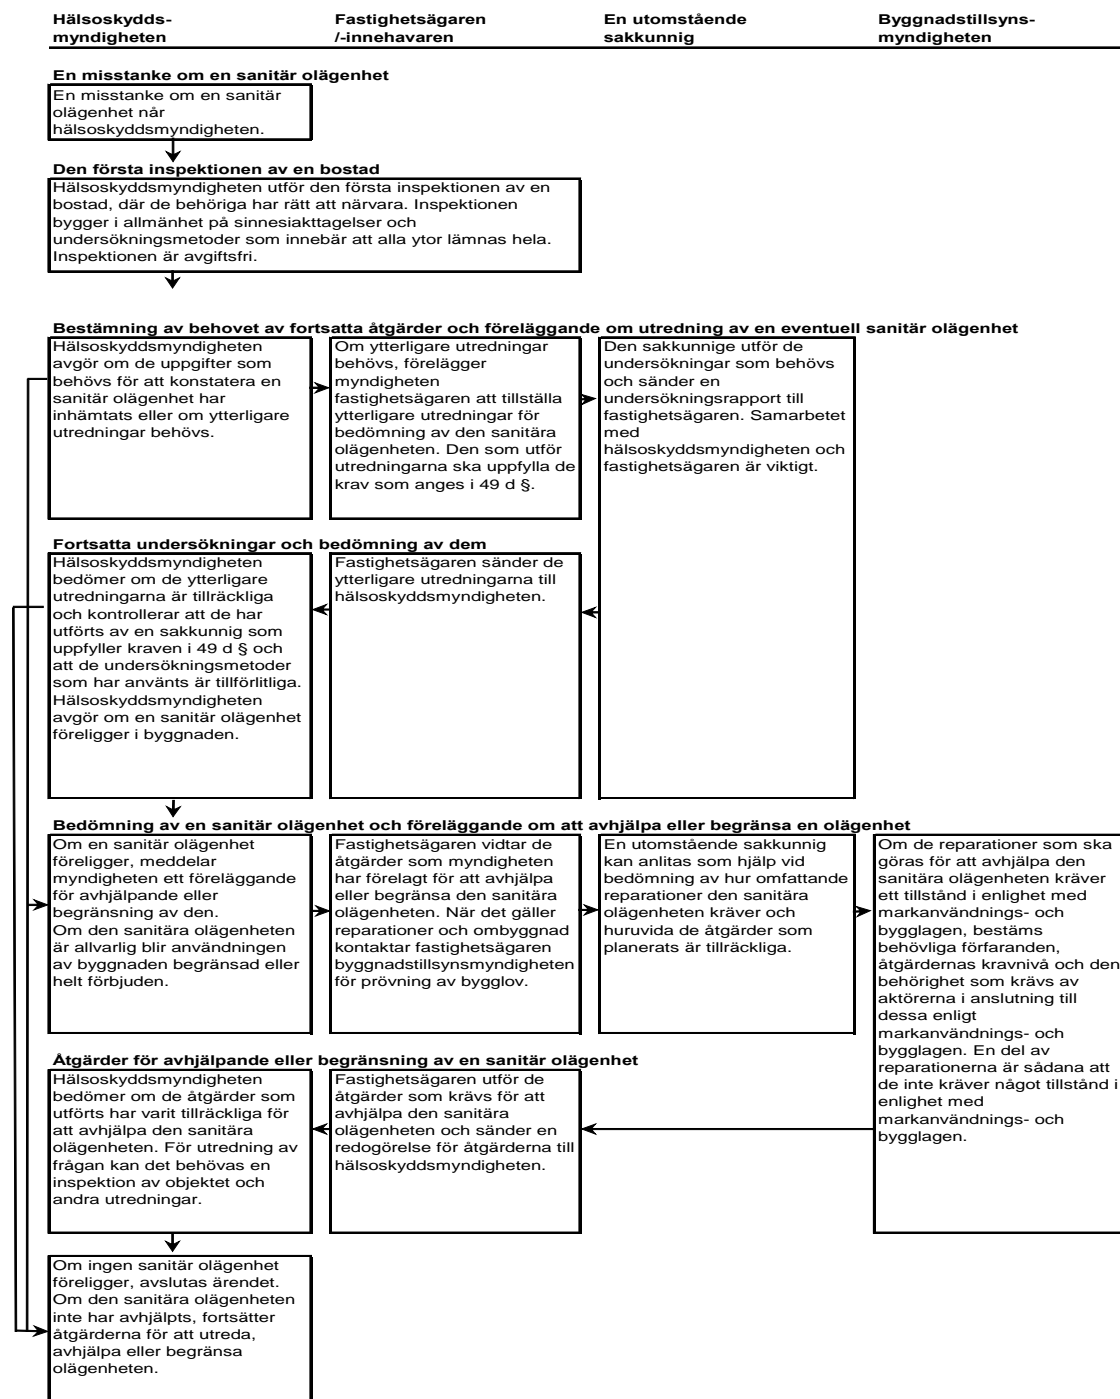 Hälsoskydds-
myndigheten
Fastighetsägaren
/-innehavaren
En utomstående
sakkunnig
Byggnadstillsyns-
myndigheten
En misstanke om en sanitär olägenhet
En misstanke om en sanitär
olägenhet når
hälsoskyddsmyndigheten.
Den första inspektionen av en bostad
Hälsoskyddsmyndigheten utför den första inspektionen av en
bostad, där de behöriga har rätt att närvara. Inspektionen
bygger i allmänhet på sinnesiakttagelser och
undersökningsmetoder som innebär att alla ytor lämnas hela.
Inspektionen är avgiftsfri.
Bestämning av behovet av fortsatta åtgärder och föreläggande om utredning av en eventuell sanitär olägenhet
Hälsoskyddsmyndigheten
avgör om de uppgifter som
behövs för att konstatera en
sanitär olägenhet har
inhämtats eller om ytterligare
utredningar behövs.
Om ytterligare utredningar
behövs, förelägger
myndigheten
fastighetsägaren att tillställa
ytterligare utredningar för
bedömning av den sanitära
olägenheten. Den som utför
utredningarna ska uppfylla de
krav som anges i 49 d §.
Den sakkunnige utför de
undersökningar som behövs
och sänder en
undersökningsrapport till
fastighetsägaren. Samarbetet
med
hälsoskyddsmyndigheten och
fastighetsägaren är viktigt.
Fortsatta undersökningar och bedömning av dem
Hälsoskyddsmyndigheten
bedömer om de ytterligare
utredningarna är tillräckliga
och kontrollerar att de har
utförts av en sakkunnig som
uppfyller kraven i 49 d § och
att de undersökningsmetoder
som har använts är tillförlitliga.
Hälsoskyddsmyndigheten
avgör om en sanitär olägenhet
föreligger i byggnaden.
Fastighetsägaren sänder de
ytterligare utredningarna till
hälsoskyddsmyndigheten.
Bedömning av en sanitär olägenhet och föreläggande om att avhjälpa eller begränsa en olägenhet
Om en sanitär olägenhet
föreligger, meddelar
myndigheten ett föreläggande
för avhjälpande eller
begränsning av den.
Om den sanitära olägenheten
är allvarlig blir användningen
av byggnaden begränsad eller
helt förbjuden.
Fastighetsägaren vidtar de
åtgärder som myndigheten
har förelagt för att avhjälpa
eller begränsa den sanitära
olägenheten. När det gäller
reparationer och ombyggnad
kontaktar fastighetsägaren
byggnadstillsynsmyndigheten
för prövning av bygglov.
En utomstående sakkunnig
kan anlitas som hjälp vid
bedömning av hur omfattande
reparationer den sanitära
olägenheten kräver och
huruvida de åtgärder som
planerats är tillräckliga.
Om de reparationer som ska
göras för att avhjälpa den
sanitära olägenheten kräver
ett tillstånd i enlighet med
markanvändnings- och
bygglagen, bestäms
behövliga förfaranden,
åtgärdernas kravnivå och den
behörighet som krävs av
aktörerna i anslutning till
dessa enligt
markanvändnings- och
bygglagen. En del av
reparationerna är sådana att
de inte kräver något tillstånd i
enlighet med
markanvändnings- och
bygglagen.
Åtgärder för avhjälpande eller begränsning av en sanitär olägenhet
Hälsoskyddsmyndigheten
bedömer om de åtgärder som
utförts har varit tillräckliga för
att avhjälpa den sanitära
olägenheten. För utredning av
frågan kan det behövas en
inspektion av objektet och
andra utredningar.
Fastighetsägaren utför de
åtgärder som krävs för att
avhjälpa den sanitära
olägenheten och sänder en
redogörelse för åtgärderna till
hälsoskyddsmyndigheten.
Om ingen sanitär olägenhet
föreligger, avslutas ärendet.
Om den sanitära olägenheten
inte har avhjälpts, fortsätter
åtgärderna för att utreda,
avhjälpa eller begränsa
olägenheten.